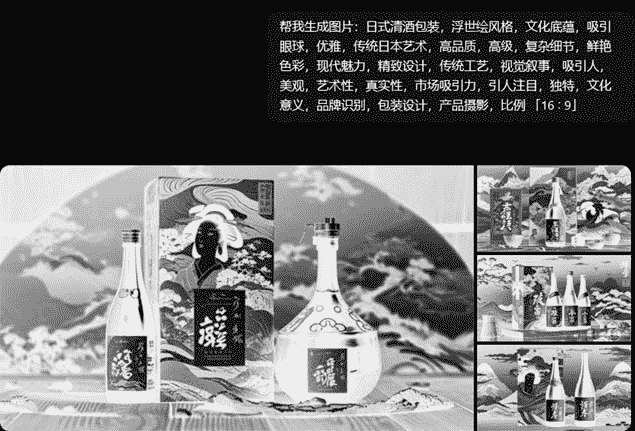 帮我生成图片：日式清酒包装，浮世绘风格，文化底蕴，吸引
眼球，优雅，传统日本艺术，高品质，高级，复杂细节，鲜艳
色彩，现代魅力，精致设计，传统工艺，视觉叙事，吸引人，
美观，艺术性，真实性，市场吸引力，引人注目，独特，文化
意义，品牌识别，包装设计，产品摄影，比例 「16：9」